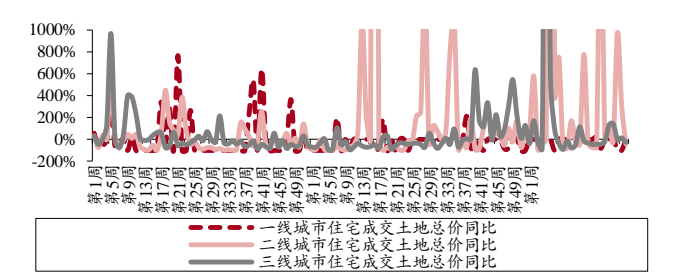 1000%
800%
600%
400%
200%
0%
-200%
第1周
第5周
第9周
第13周
第17周
第21周
第25周
第29周
第33周
第37周
第41周
第45周
第49周
第1周
第5周
第9周
第13周
第17周
第21周
第25周
第29周
第33周
第37周
第41周
第45周
第49周
第1周
一线城市住宅成交土地总价同比
二线城市住宅成交土地总价同比
三线城市住宅成交土地总价同比